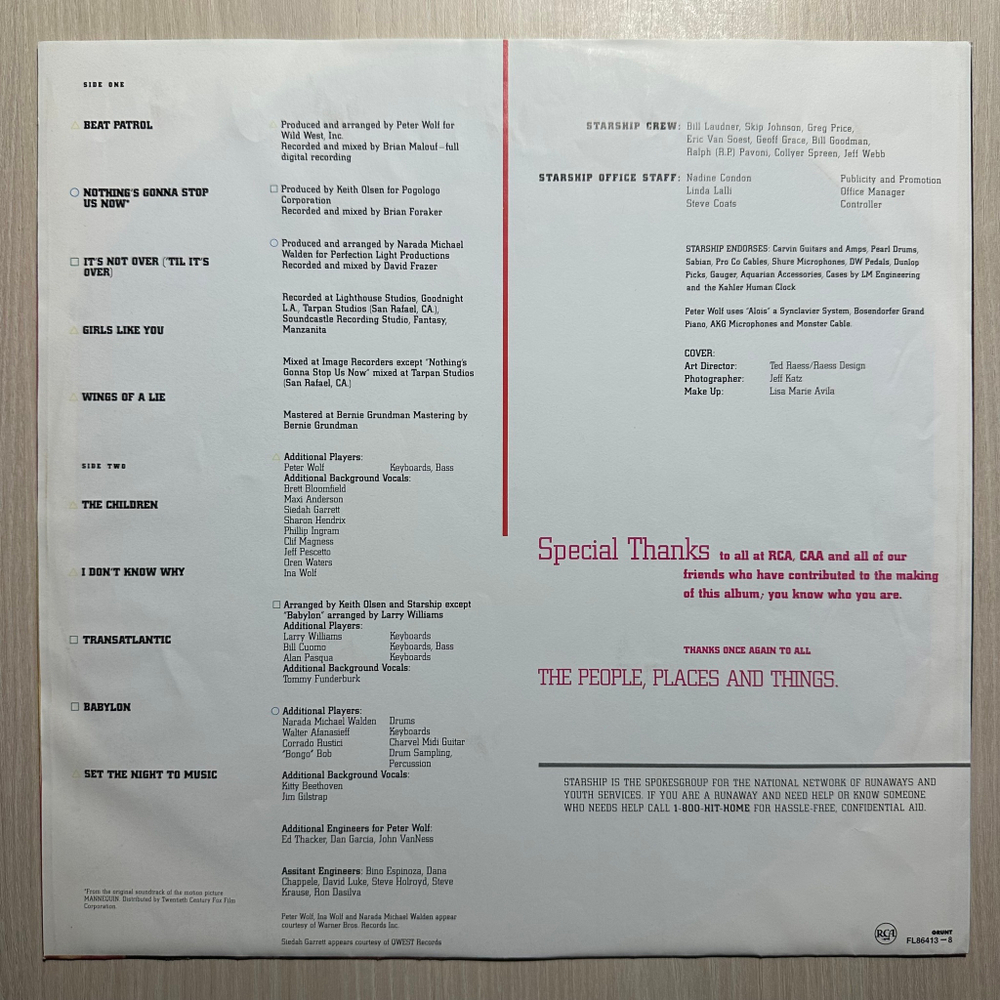 SIDE ONE
△ BEAT PATROL
○ NOTHING'S GONNA STOP
US NOW*
□ IT'S NOT OVER ('TIL IT'S
OVER)
△ GIRLS LIKE YOU
△ WINGS OF A LIE
SIDE TWO
△ THE CHILDREN
△ I DON'T KNOW WHY
□ TRANSATLANTIC
□ BABYLON
△ SET THE NIGHT TO MUSIC
*From the original soundtrack of the motion picture
MANNEQUIN. Distributed by Twentieth Century Fox Film
Corporation.
△ Produced and arranged by Peter Wolf for
Wild West, Inc.
Recorded and mixed by Brian Malouf–full
digital recording
□ Produced by Keith Olsen for Pogologo
Corporation
Recorded and mixed by Brian Foraker
○ Produced and arranged by Narada Michael
Walden for Perfection Light Productions
Recorded and mixed by David Frazer
Recorded at Lighthouse Studios, Goodnight
L.A., Tarpan Studios (San Rafael, CA.),
Soundcastle Recording Studio, Fantasy,
Manzanita
Mixed at Image Recorders except "Nothing's
Gonna Stop Us Now" mixed at Tarpan Studios
(San Rafael, CA.)
Mastered at Bernie Grundman Mastering by
Bernie Grundman
△ Additional Players:
Peter Wolf Keyboards, Bass
Additional Background Vocals:
Brett Bloomfield
Maxi Anderson
Siedah Garrett
Sharon Hendrix
Phillip Ingram
Clif Magness
Jeff Pescetto
Oren Waters
Ina Wolf
□ Arranged by Keith Olsen and Starship except
"Babylon" arranged by Larry Williams
Additional Players:
Larry Williams Keyboards
Bill Cuomo Keyboards, Bass
Alan Pasqua Keyboards
Additional Background Vocals:
Tommy Funderburk
○ Additional Players:
Narada Michael Walden Drums
Walter Afanasieff Keyboards
Corrado Rustici Charvel Midi Guitar
"Bongo" Bob Drum Sampling,
Percussion
Additional Background Vocals:
Kitty Beethoven
Jim Gilstrap
Additional Engineers for Peter Wolf:
Ed Thacker, Dan Garcia, John VanNess
Assitant Engineers: Bino Espinoza, Dana
Chappele, David Luke, Steve Holroyd, Steve
Krause, Ron Dasilva
Peter Wolf, Ina Wolf and Narada Michael Walden appear
courtesy of Warner Bros. Records Inc.
Siedah Garrett appears courtesy of QWEST Records
STARSHIP CREW: Bill Laudner, Skip Johnson, Greg Price,
Eric Van Soest, Geoff Grace, Bill Goodman,
Ralph (R.P.) Pavoni, Collyer Spreen, Jeff Webb
STARSHIP OFFICE STAFF: Nadine Condon Publicity and Promotion
Linda Lalli Office Manager
Steve Coats Controller
STARSHIP ENDORSES: Carvin Guitars and Amps, Pearl Drums,
Sabian, Pro Co Cables, Shure Microphones, DW Pedals, Dunlop
Picks, Gauger, Aquarian Accessories, Cases by LM Engineering
and the Kahler Human Clock
Peter Wolf uses "Alois" a Synclavier System, Bosendorfer Grand
Piano, AKG Microphones and Monster Cable.
COVER:
Art Director: Ted Raess/Raess Design
Photographer: Jeff Katz
Make Up: Lisa Marie Avila
Special Thanks to all at RCA, CAA and all of our
friends who have contributed to the making
of this album; you know who you are.
THANKS ONCE AGAIN TO ALL
THE PEOPLE, PLACES AND THINGS.
STARSHIP IS THE SPOKESGROUP FOR THE NATIONAL NETWORK OF RUNAWAYS AND
YOUTH SERVICES. IF YOU ARE A RUNAWAY AND NEED HELP OR KNOW SOMEONE
WHO NEEDS HELP CALL 1-800-HIT-HOME FOR HASSLE-FREE, CONFIDENTIAL AID.
RCA
GRUNT
FL86413–8